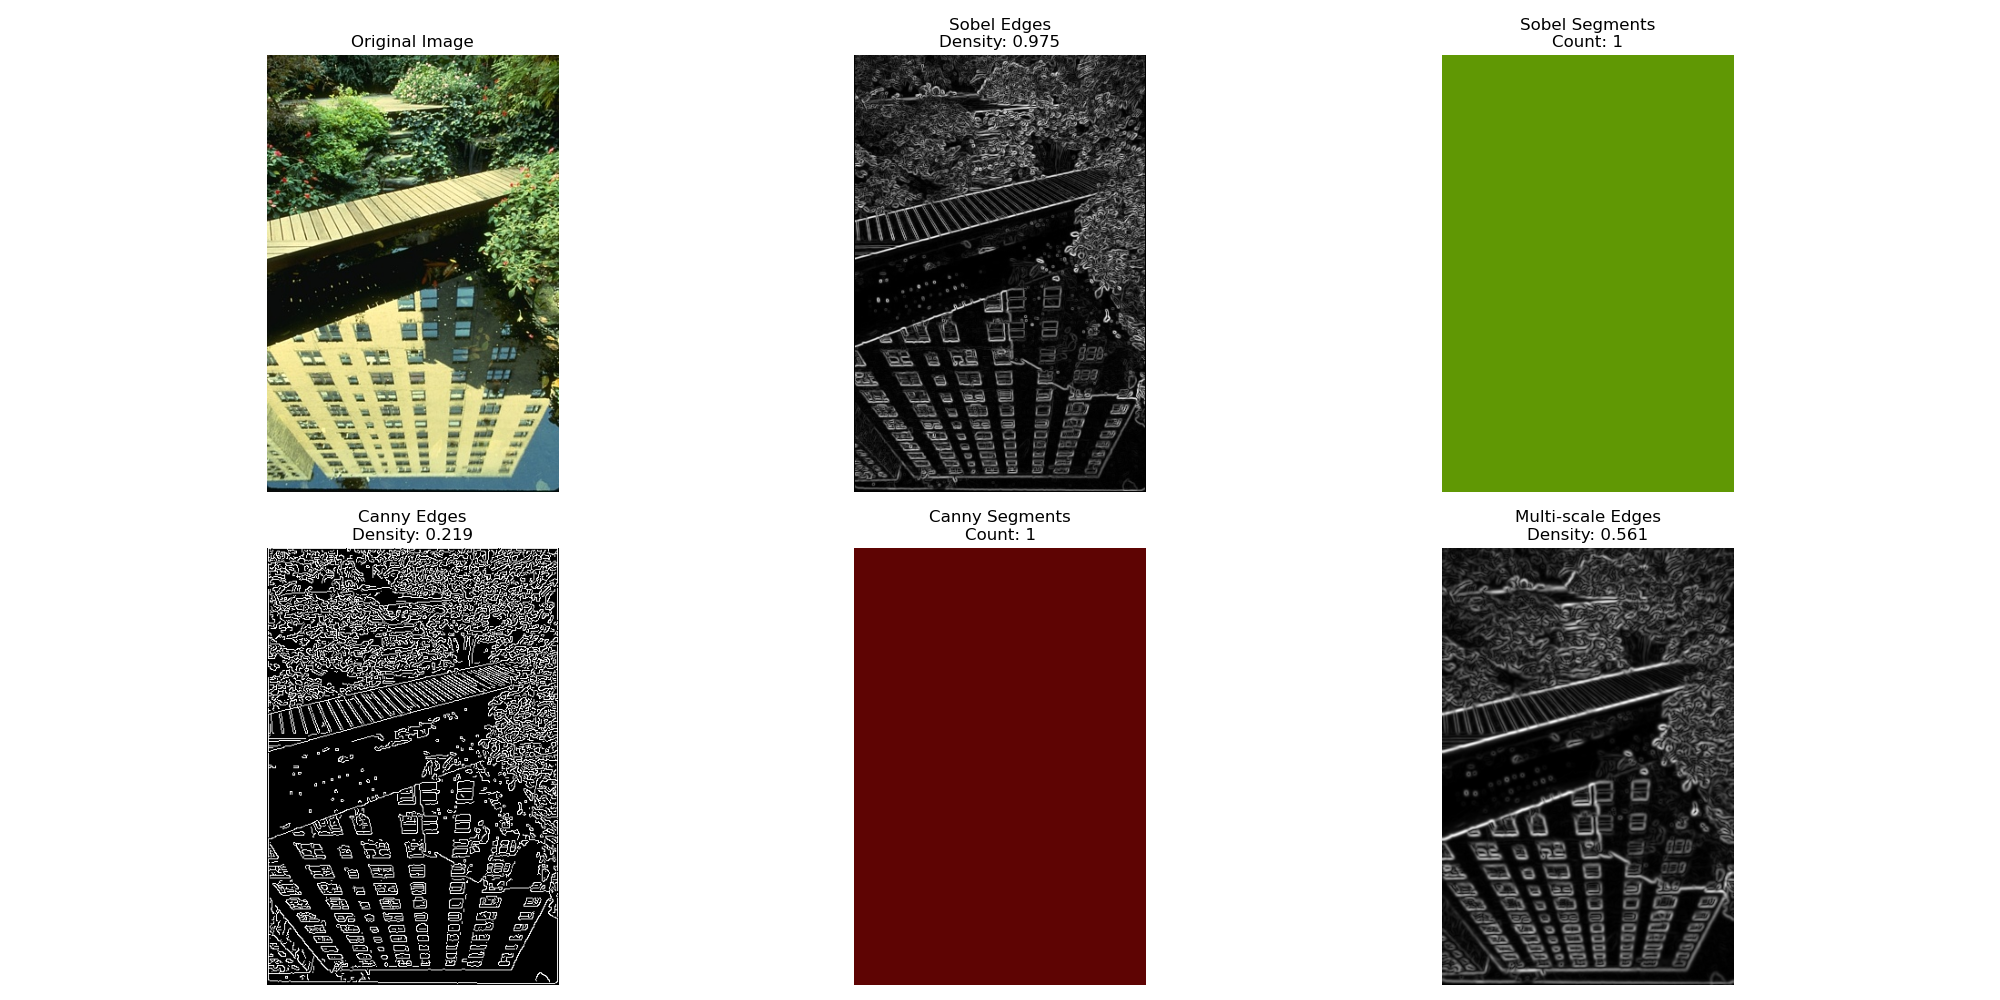 Original Image
Sobel Edges
Density: 0.975
Sobel Segments
Count: 1
Canny Edges
Density: 0.219
Canny Segments
Count: 1
Multi-scale Edges
Density: 0.561